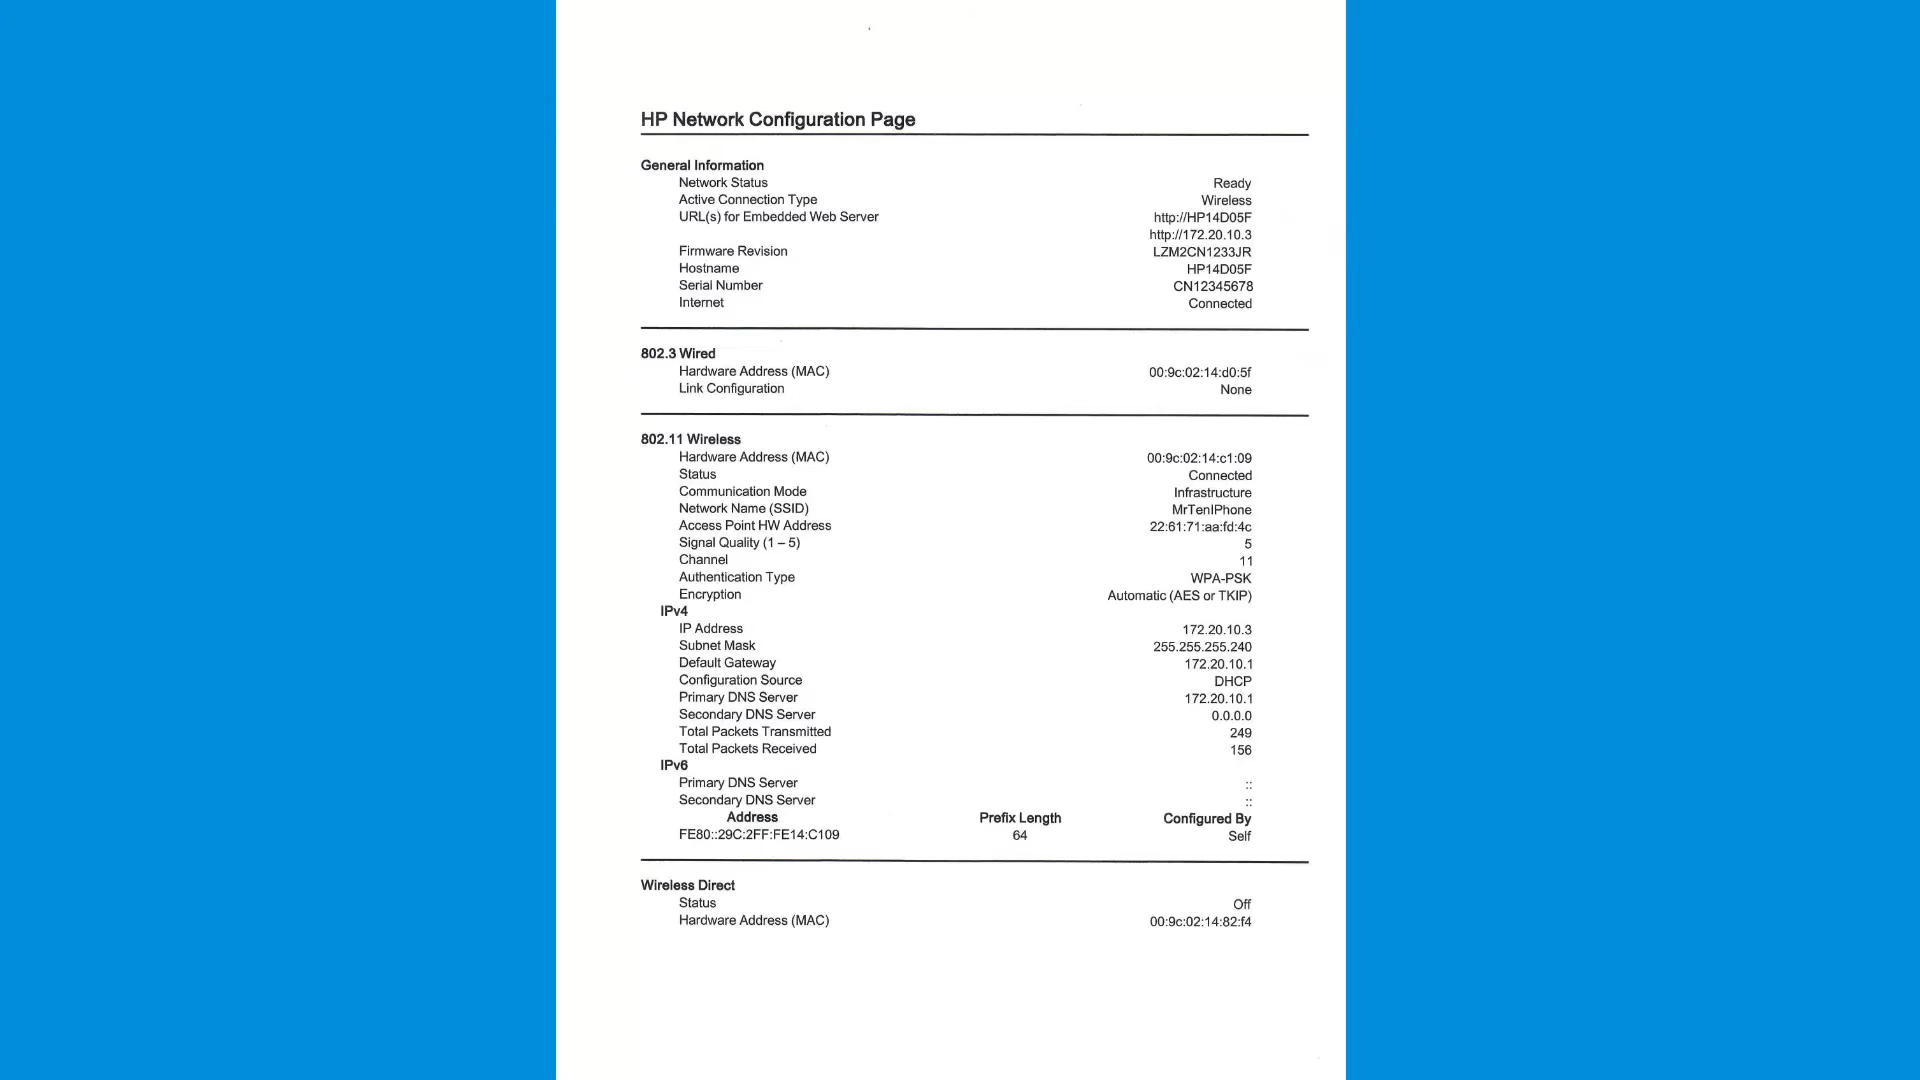 HP Network Configuration Page
General Information
Network Status Ready
Active Connection Type Wireless
URL(s) for Embedded Web Server http://HP14D05F
http://172.20.10.3
Firmware Revision LZM2CN1233JR
Hostname HP14D05F
Serial Number CN12345678
Internet Connected
802.3 Wired
Hardware Address (MAC) 00:9c:02:14:d0:5f
Link Configuration None
802.11 Wireless
Hardware Address (MAC) 00:9c:02:14:c1:09
Status Connected
Communication Mode Infrastructure
Network Name (SSID) MrTenIPhone
Access Point HW Address 22:61:71:aa:fd:4c
Signal Quality (1 – 5) 5
Channel 11
Authentication Type WPA-PSK
Encryption Automatic (AES or TKIP)
IPv4
IP Address 172.20.10.3
Subnet Mask 255.255.255.240
Default Gateway 172.20.10.1
Configuration Source DHCP
Primary DNS Server 172.20.10.1
Secondary DNS Server 0.0.0.0
Total Packets Transmitted 249
Total Packets Received 156
IPv6
Primary DNS Server ::
Secondary DNS Server ::
Address Prefix Length Configured By
FE80::29C:2FF:FE14:C109 64 Self
Wireless Direct
Status Off
Hardware Address (MAC) 00:9c:02:14:82:f4